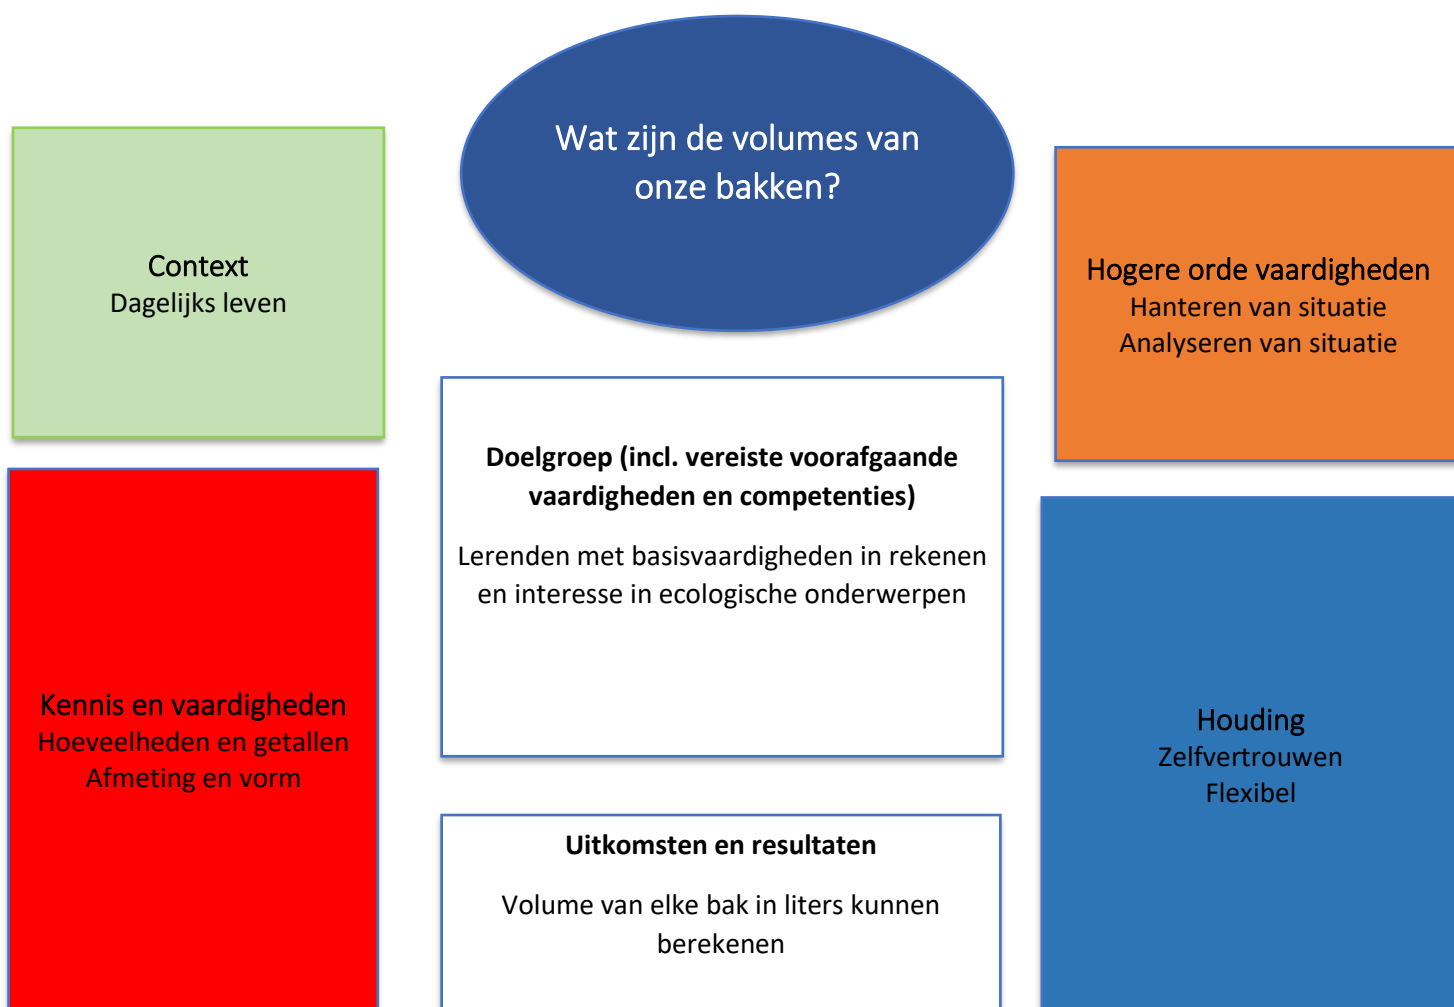 Wat zijn de volumes van
onze bakken?
Context
Dagelijks leven
Hogere orde vaardigheden
Hanteren van situatie
Analyseren van situatie
Doelgroep (incl. vereiste voorafgaande
vaardigheden en competenties)
Lerenden met basisvaardigheden in rekenen
en interesse in ecologische onderwerpen
Kennis en vaardigheden
Hoeveelheden en getallen
Afmeting en vorm
Houding
Zelfvertrouwen
Flexibel
Uitkomsten en resultaten
Volume van elke bak in liters kunnen
berekenen